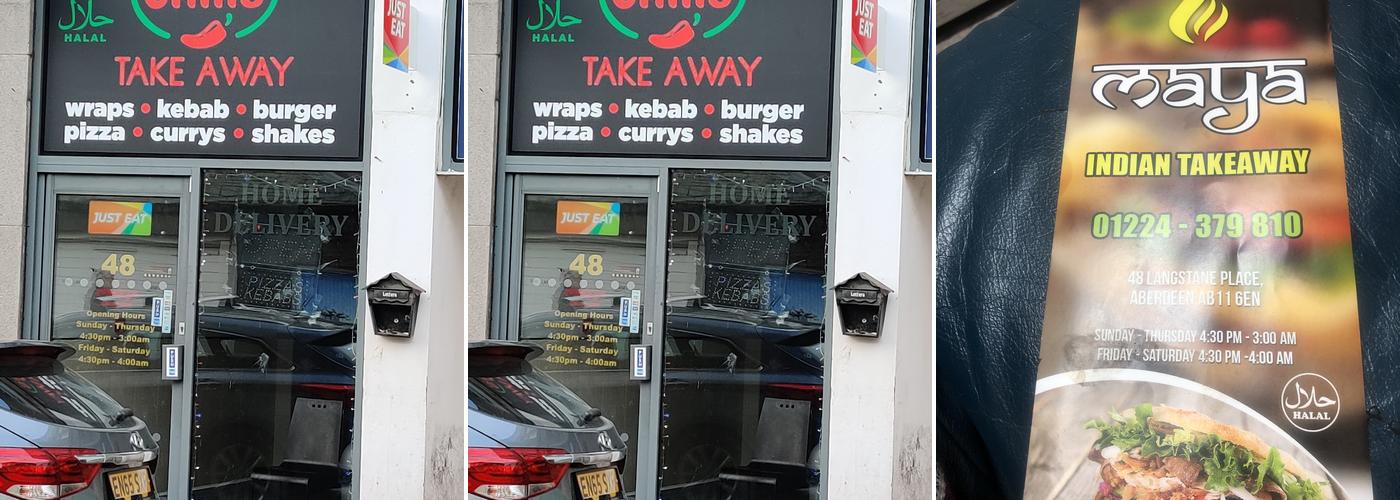 حلال
HALAL
JUST
EAT
TAKE AWAY
wraps • kebab • burger
pizza • currys • shakes
HOME
DELIVERY
JUST EAT
48
PIZZAS
KEBABS
Letters
Opening Hours
Sunday - Thursday
4:30pm - 3:00am
Friday - Saturday
4:30pm - 4:00am
حلال
HALAL
JUST
EAT
TAKE AWAY
wraps • kebab • burger
pizza • currys • shakes
HOME
DELIVERY
JUST EAT
48
PIZZAS
KEBABS
Letters
Opening Hours
Sunday - Thursday
4:30pm - 3:00am
Friday - Saturday
4:30pm - 4:00am
maya
INDIAN TAKEAWAY
01224 - 379 810
48 LANGSTANE PLACE,
ABERDEEN AB11 6EN
SUNDAY - THURSDAY 4:30 PM - 3:00 AM
FRIDAY - SATURDAY 4:30 PM -4:00 AM
حلال
HALAL